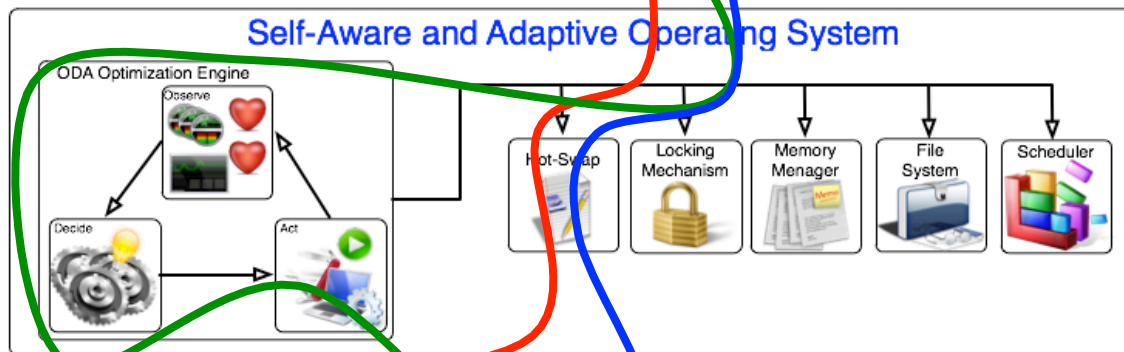 Self-Aware and Adaptive Operating System
ODA Optimization Engine
Observe
Decide
Act
Hot-Swap
Locking
Mechanism
Memory
Menager
File
System
Scheduler
Memo